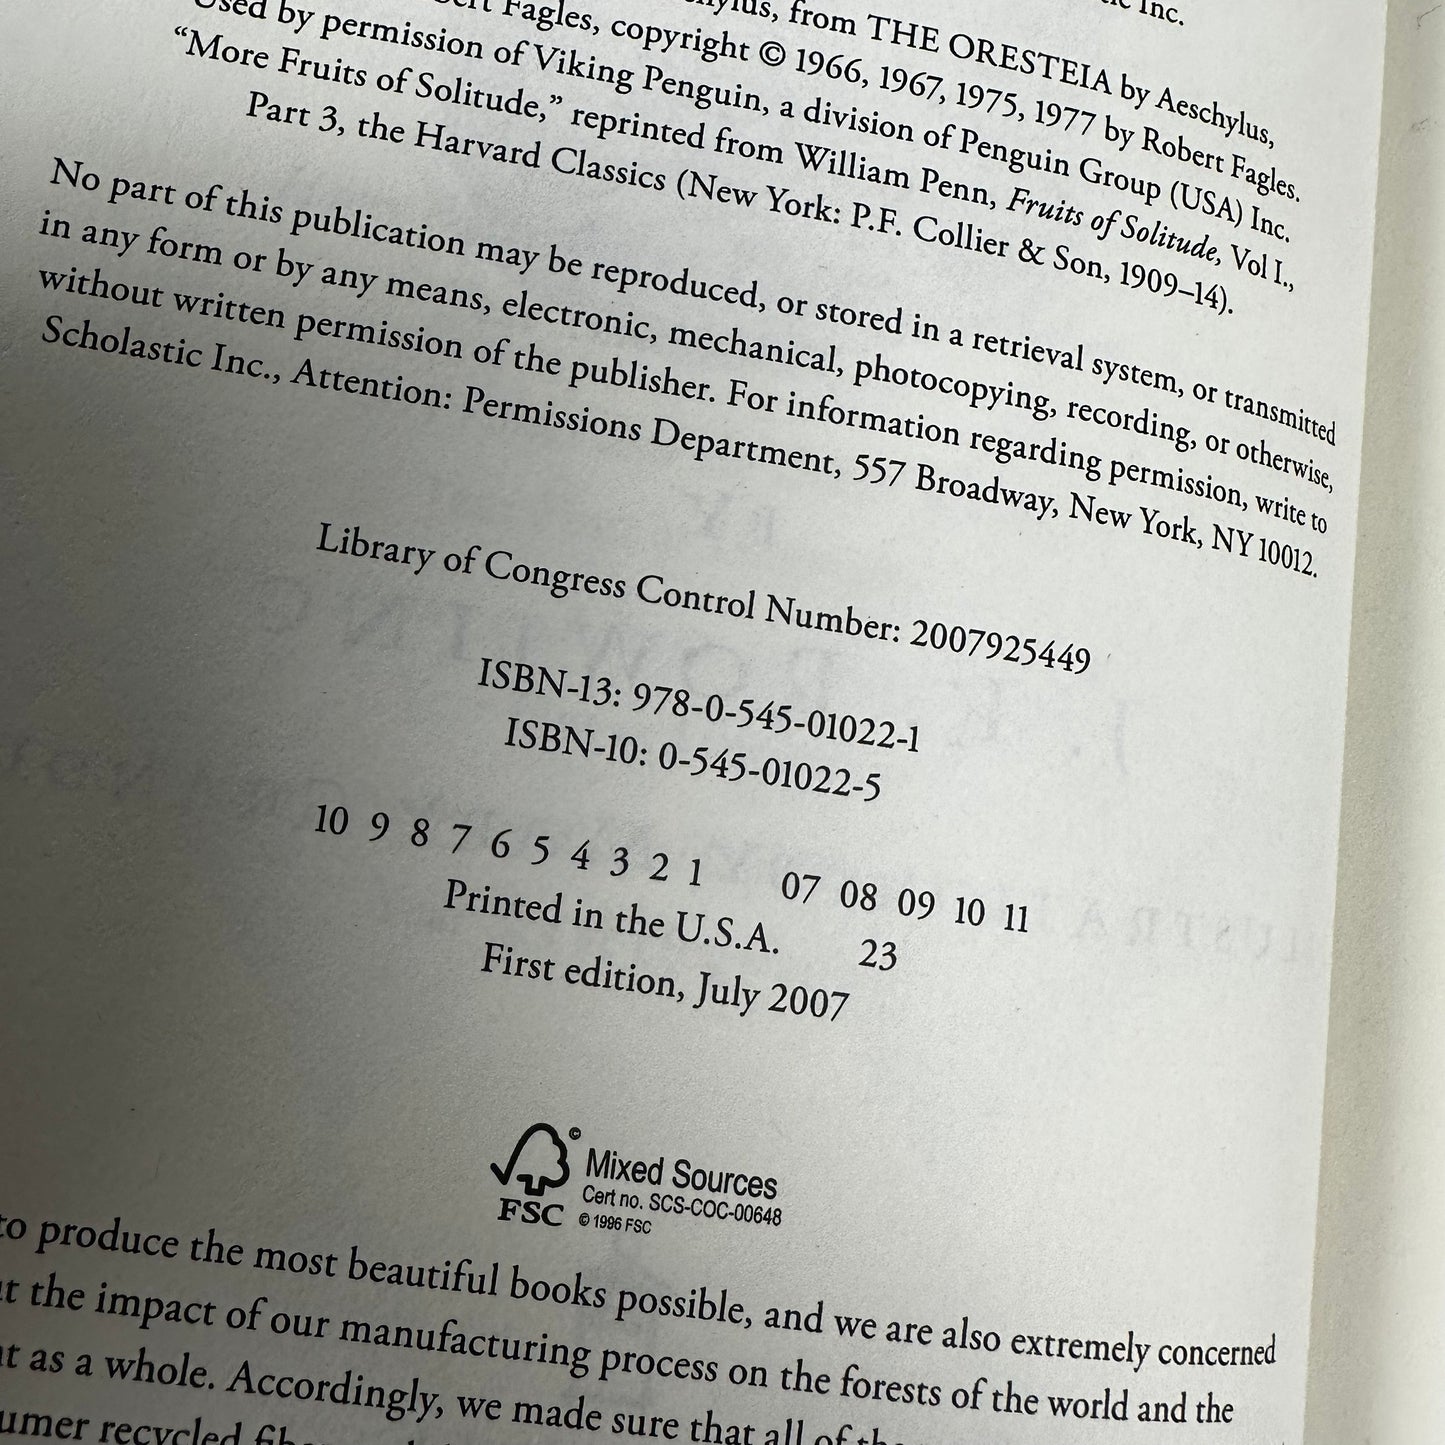 Inc.
Aeschylus, from THE ORESTEIA by Aeschylus,
Fagles, copyright © 1966, 1967, 1975, 1977 by Robert Fagles.
Used by permission of Viking Penguin, a division of Penguin Group (USA) Inc.
“More Fruits of Solitude,” reprinted from William Penn, Fruits of Solitude, Vol I.,
Part 3, the Harvard Classics (New York: P.F. Collier & Son, 1909–14).
No part of this publication may be reproduced, or stored in a retrieval system, or transmitted
in any form or by any means, electronic, mechanical, photocopying, recording, or otherwise,
without written permission of the publisher. For information regarding permission, write to
Scholastic Inc., Attention: Permissions Department, 557 Broadway, New York, NY 10012.
Library of Congress Control Number: 2007925449
ISBN-13: 978-0-545-01022-1
ISBN-10: 0-545-01022-5
10 9 8 7 6 5 4 3 2 1 07 08 09 10 11
Printed in the U.S.A. 23
First edition, July 2007
© Mixed Sources
Cert no. SCS-COC-00648
FSC © 1996 FSC
to produce the most beautiful books possible, and we are also extremely concerned
the impact of our manufacturing process on the forests of the world and the
as a whole. Accordingly, we made sure that all of
recycled